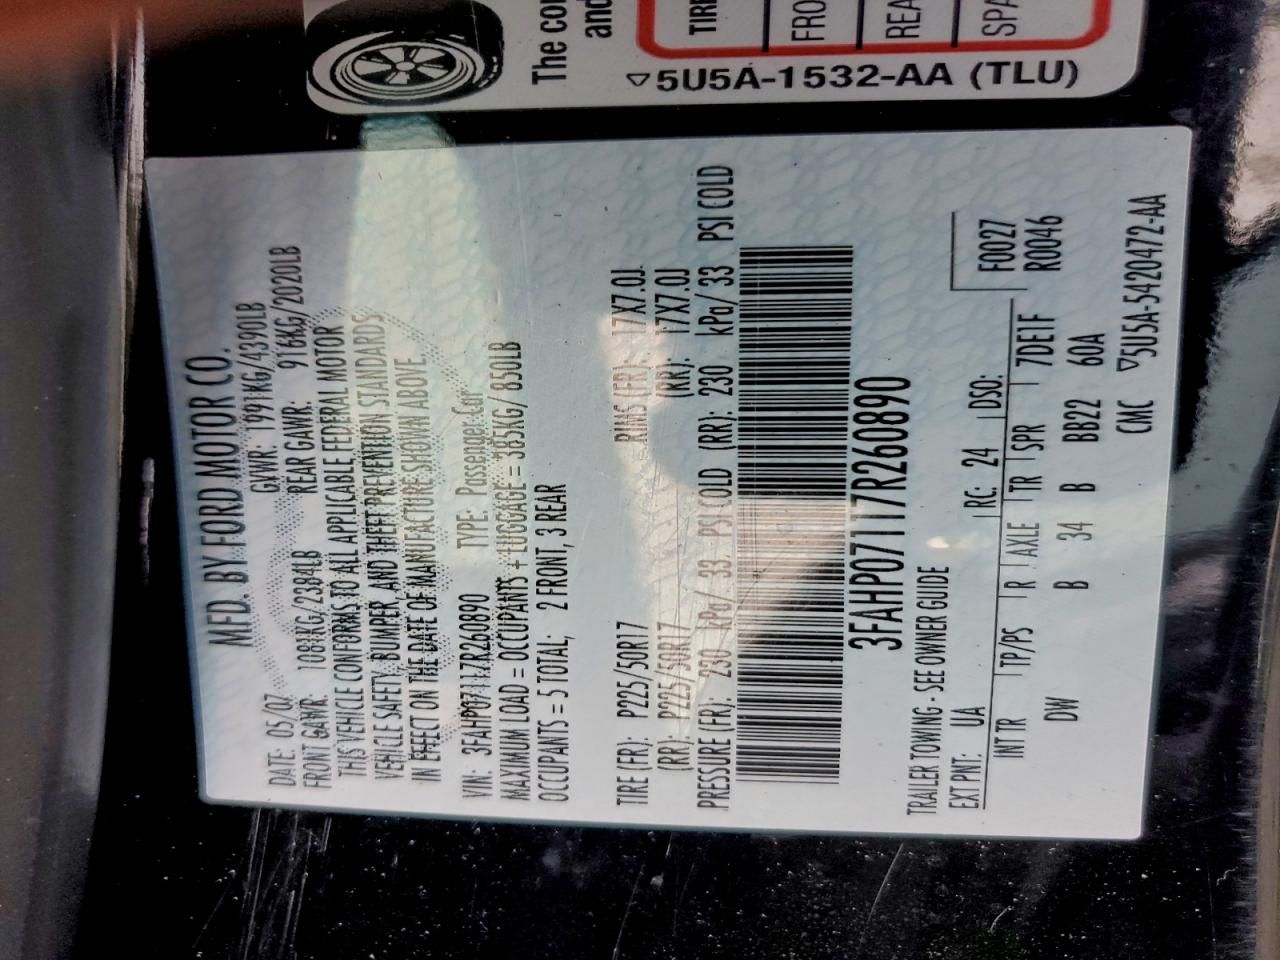 The co
and
TIRE
FRO
REA
SPA
5U5A-1532-AA (TLU)
MFD. BY FORD MOTOR CO.
DATE: 05/07 GVWR: 1991KG/4390LB
FRONT GAWR: 1081KG/2384LB REAR GAWR: 916KG/2020LB
THIS VEHICLE CONFORMS TO ALL APPLICABLE FEDERAL MOTOR
VEHICLE SAFETY, BUMPER, AND THEFT PREVENTION STANDARDS
IN EFFECT ON THE DATE OF MANUFACTURE SHOWN ABOVE.
VIN: 3FAHP07117R260890 TYPE: Passenger Car
MAXIMUM LOAD = OCCUPANTS + LUGGAGE = 385KG/ 850LB
OCCUPANTS = 5 TOTAL; 2 FRONT, 3 REAR
TIRE (FR): P225/50R17 RIMS (FR): 17X7.0J
(RR): P225/50R17 (RR): 17X7.0J
PRESSURE (FR): 230 kPa/ 33 PSI COLD (RR): 230 kPa/ 33 PSI COLD
3FAHP07117R260890
TRAILER TOWING - SEE OWNER GUIDE
EXT PNT: UA RC: 24 DSO: F0027
INT TR TP/PS R AXLE TR SPR 7DE1F R0046
DW B 34 B BB22 60A
CMC 5U5A-5420472-AA